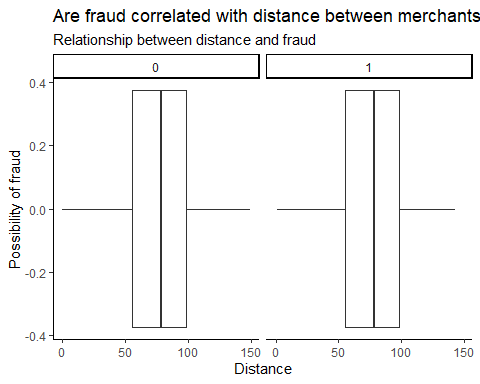 Are fraud correlated with distance between merchants
Relationship between distance and fraud
0 1
0.4
0.2
0.0
-0.2
-0.4
Possibility of fraud
0 50 100 150 0 50 100 150
Distance